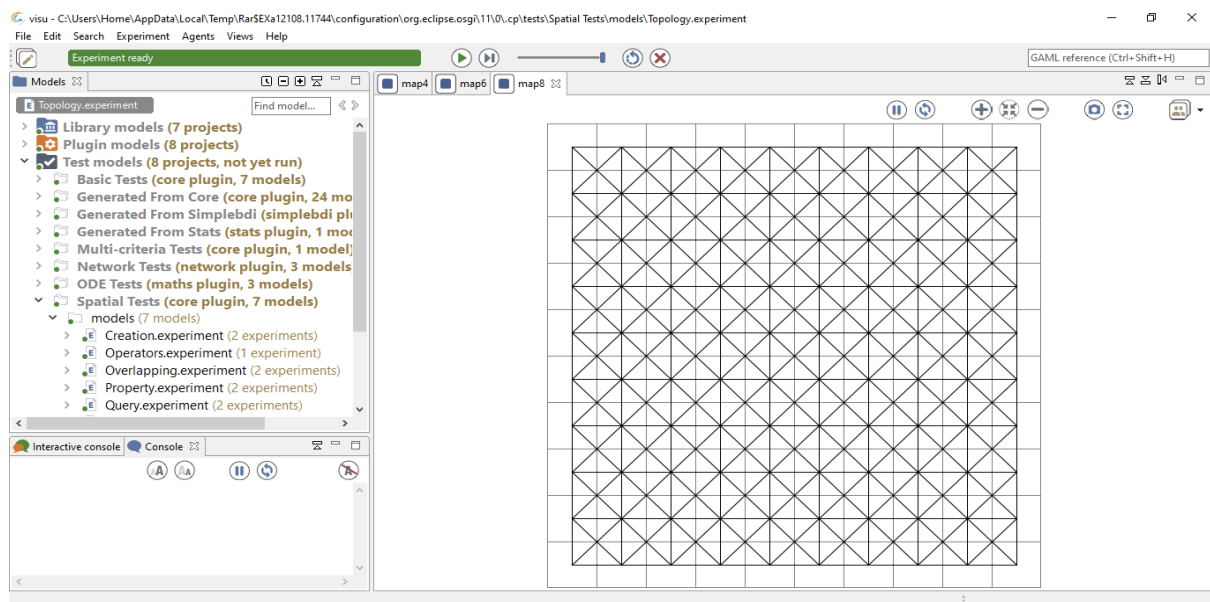 visu - C:\Users\Home\AppData\Local\Temp\Rar$EXa12108.11744\configuration\org.eclipse.osgi\11\0\.cp\tests\Spatial Tests\models\Topology.experiment
File Edit Search Experiment Agents Views Help
Experiment ready
GAML reference (Ctrl+Shift+H)
Models
map4 map6 map8
Topology.experiment
Find model...
Library models (7 projects)
Plugin models (8 projects)
Test models (8 projects, not yet run)
Basic Tests (core plugin, 7 models)
Generated From Core (core plugin, 24 mo
Generated From Simplebdi (simplebdi plu
Generated From Stats (stats plugin, 1 mod
Multi-criteria Tests (core plugin, 1 model)
Network Tests (network plugin, 3 models
ODE Tests (maths plugin, 3 models)
Spatial Tests (core plugin, 7 models)
models (7 models)
Creation.experiment (2 experiments)
Operators.experiment (1 experiment)
Overlapping.experiment (2 experiments)
Property.experiment (2 experiments)
Query.experiment (2 experiments)
Interactive console Console